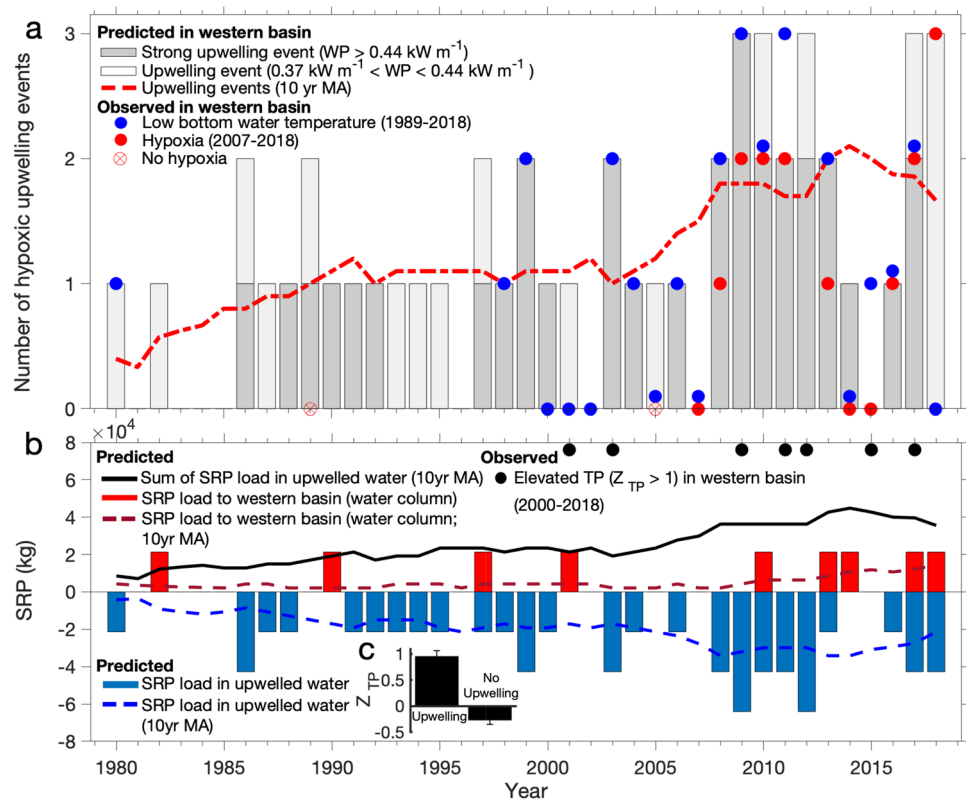 a
Predicted in western basin
Strong upwelling event (WP > 0.44 kW m⁻¹)
Upwelling event (0.37 kW m⁻¹ < WP < 0.44 kW m⁻¹ )
Upwelling events (10 yr MA)
Observed in western basin
Low bottom water temperature (1989-2018)
Hypoxia (2007-2018)
No hypoxia
Number of hypoxic upwelling events
3
2
1
0
b
× 10⁴
8
6
4
2
0
-2
-4
-6
-8
SRP (kg)
Predicted
Sum of SRP load in upwelled water (10yr MA)
SRP load to western basin (water column)
SRP load to western basin (water column;
10yr MA)
Observed
Elevated TP (Z TP > 1) in western basin
(2000-2018)
Predicted
SRP load in upwelled water
SRP load in upwelled water
(10yr MA)
c
1
0.5
0
-0.5
Z TP
No
Upwelling
Upwelling
1980 1985 1990 1995 2000 2005 2010 2015
Year